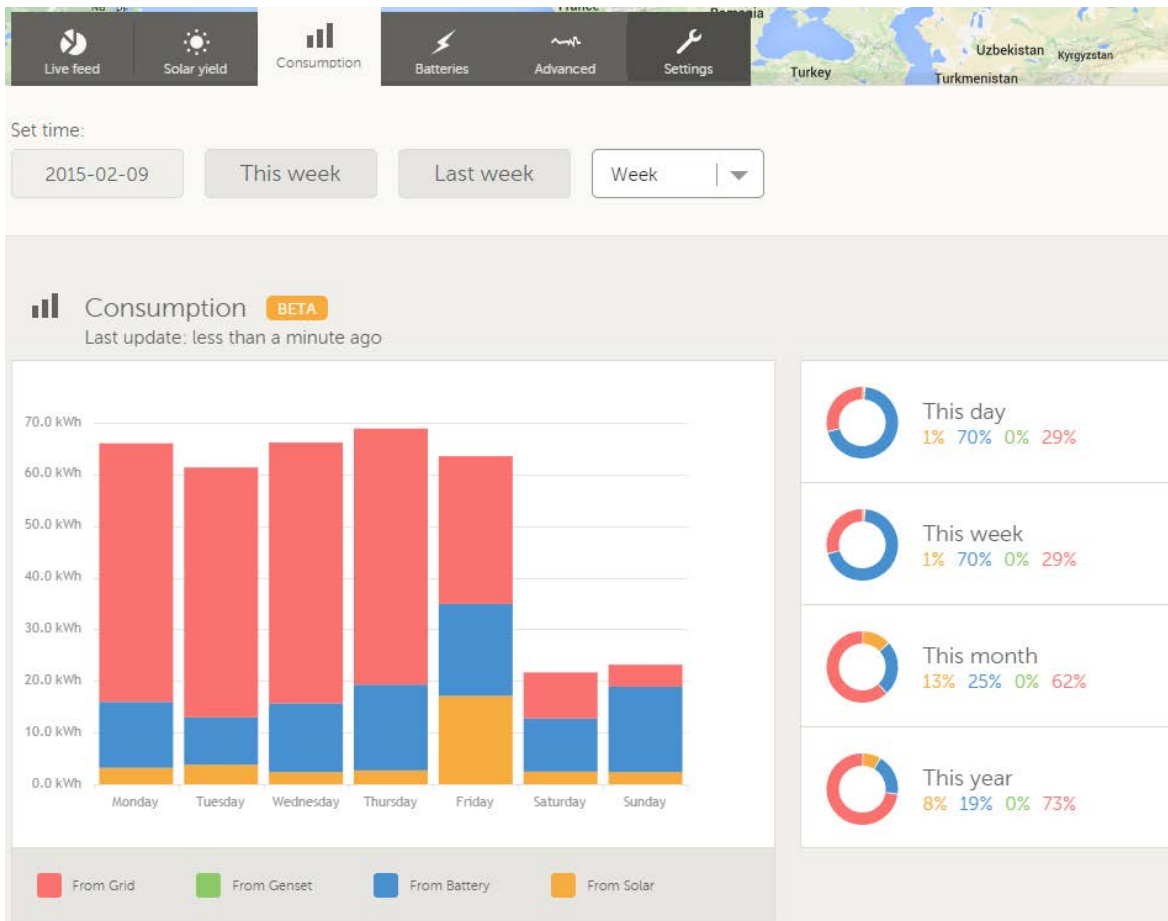 France
Romania
Uzbekistan
Kyrgyzstan
Turkey
Turkmenistan
Live feed
Solar yield
Consumption
Batteries
Advanced
Settings
Set time:
2015-02-09
This week
Last week
Week
Consumption BETA
Last update: less than a minute ago
70.0 kWh
60.0 kWh
50.0 kWh
40.0 kWh
30.0 kWh
20.0 kWh
10.0 kWh
0.0 kWh
Monday Tuesday Wednesday Thursday Friday Saturday Sunday
From Grid
From Genset
From Battery
From Solar
This day
1% 70% 0% 29%
This week
1% 70% 0% 29%
This month
13% 25% 0% 62%
This year
8% 19% 0% 73%